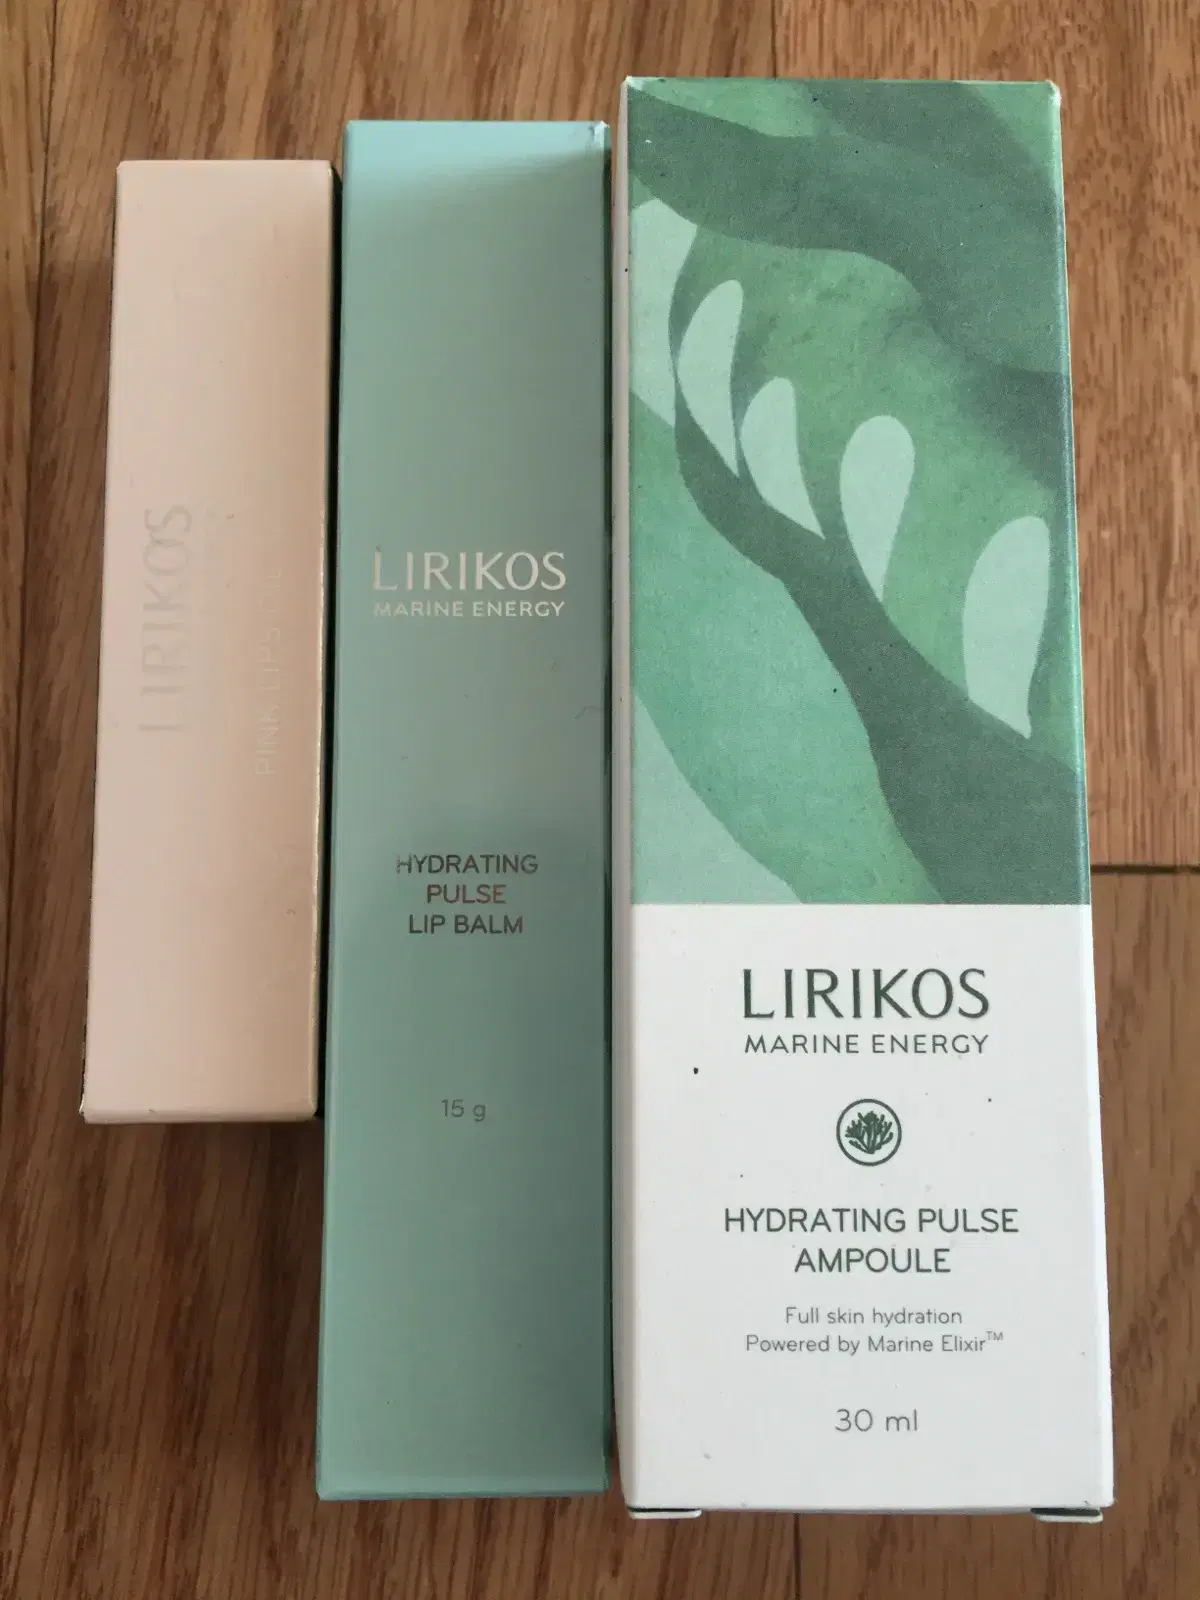 LIRIKOS
PINK LIPS OIL
LIRIKOS
MARINE ENERGY
HYDRATING
PULSE
LIP BALM
15 g
LIRIKOS
MARINE ENERGY
HYDRATING PULSE
AMPOULE
Full skin hydration
Powered by Marine Elixir™
30 ml